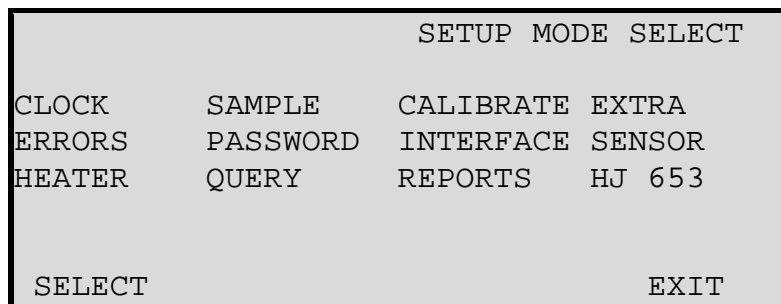 SETUP MODE SELECT
CLOCK SAMPLE CALIBRATE EXTRA
ERRORS PASSWORD INTERFACE SENSOR
HEATER QUERY REPORTS HJ 653
SELECT EXIT